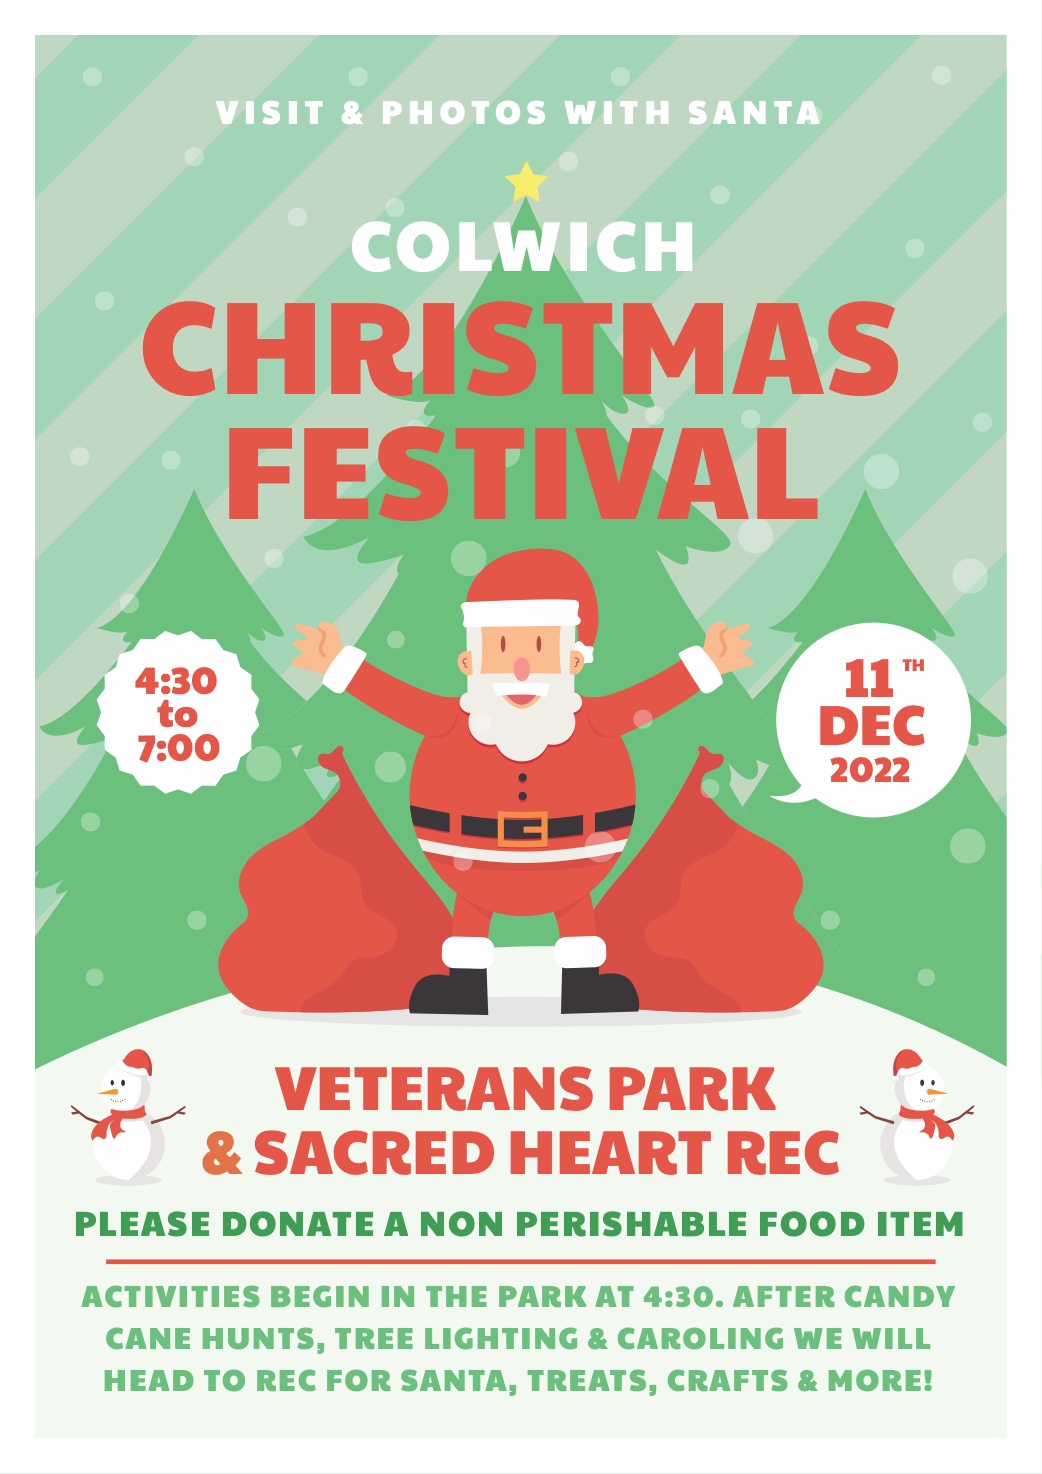 VISIT & PHOTOS WITH SANTA
COLWICH
CHRISTMAS
FESTIVAL
4:30
to
7:00
11 TH
DEC
2022
VETERANS PARK
& SACRED HEART REC
PLEASE DONATE A NON PERISHABLE FOOD ITEM
ACTIVITIES BEGIN IN THE PARK AT 4:30. AFTER CANDY
CANE HUNTS, TREE LIGHTING & CAROLING WE WILL
HEAD TO REC FOR SANTA, TREATS, CRAFTS & MORE!